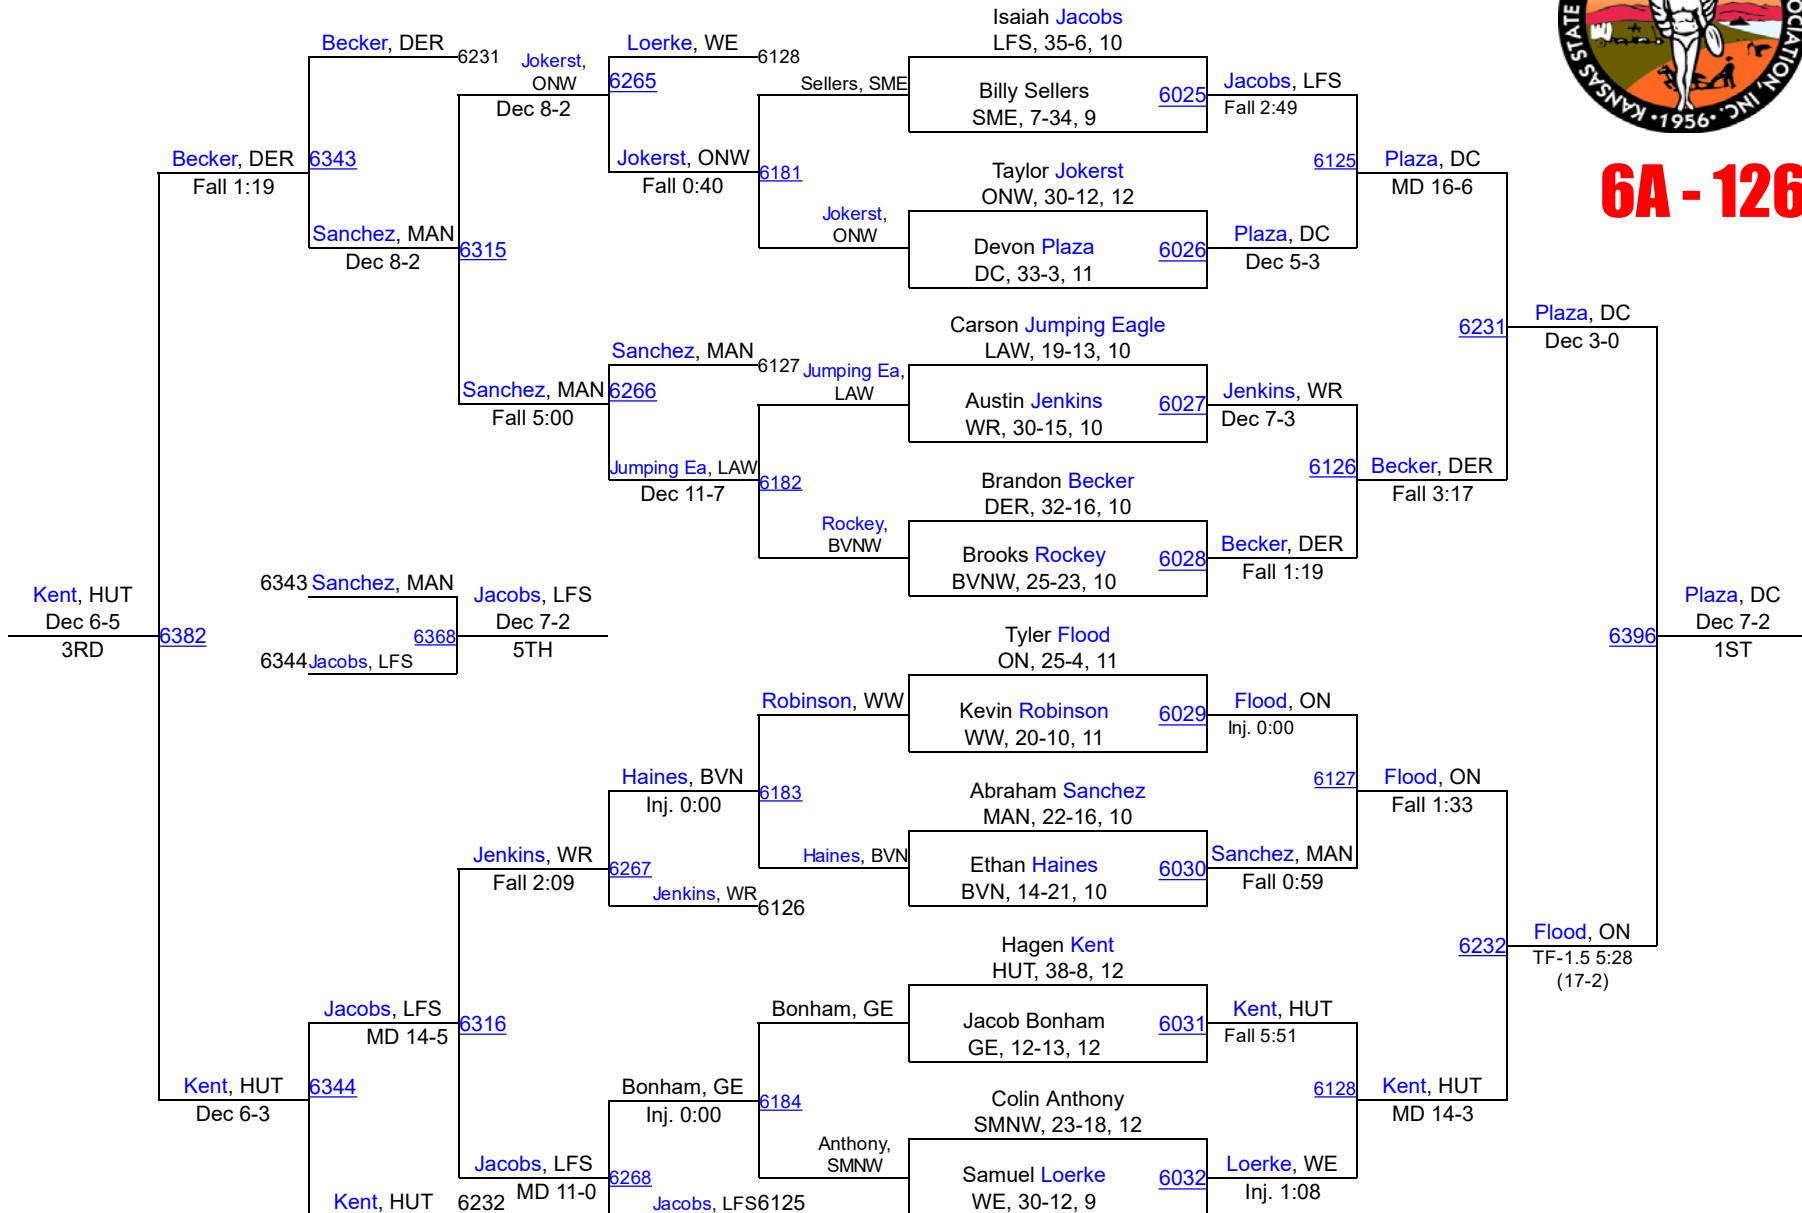 Isaiah Jacobs
LFS, 35-6, 10
Becker, DER
6231
Jokerst,
ONW
Dec 8-2
Loerke, WE
6128
6265
Sellers, SME
Billy Sellers
SME, 7-34, 9
6025
Jacobs, LFS
Fall 2:49
KANSAS STATE
OCIATION, INC.
•1956•
6A - 126
Becker, DER
Fall 1:19
6343
Jokerst, ONW
Fall 0:40
6181
Taylor Jokerst
ONW, 30-12, 12
6125
Plaza, DC
MD 16-6
Sanchez, MAN
Dec 8-2
6315
Jokerst,
ONW
Devon Plaza
DC, 33-3, 11
6026
Plaza, DC
Dec 5-3
Carson Jumping Eagle
LAW, 19-13, 10
6231
Plaza, DC
Dec 3-0
Sanchez, MAN
6127
Jumping Ea,
LAW
Sanchez, MAN
Fall 5:00
6266
Austin Jenkins
WR, 30-15, 10
6027
Jenkins, WR
Dec 7-3
Jumping Ea, LAW
Dec 11-7
6182
Brandon Becker
DER, 32-16, 10
6126
Becker, DER
Fall 3:17
Rockey,
BVNW
Brooks Rockey
BVNW, 25-23, 10
6028
Becker, DER
Fall 1:19
Kent, HUT
Dec 6-5
3RD
6382
6343 Sanchez, MAN
6344 Jacobs, LFS
6368
Jacobs, LFS
Dec 7-2
5TH
Tyler Flood
ON, 25-4, 11
6396
Plaza, DC
Dec 7-2
1ST
Robinson, WW
Kevin Robinson
WW, 20-10, 11
6029
Flood, ON
Inj. 0:00
Haines, BVN
Inj. 0:00
6183
Abraham Sanchez
MAN, 22-16, 10
6127
Flood, ON
Fall 1:33
Jenkins, WR
Fall 2:09
6267
Haines, BVN
Ethan Haines
BVN, 14-21, 10
6030
Sanchez, MAN
Fall 0:59
Jenkins, WR
6126
Hagen Kent
HUT, 38-8, 12
6232
Flood, ON
TF-1.5 5:28
(17-2)
Jacobs, LFS
MD 14-5
6316
Bonham, GE
Jacob Bonham
GE, 12-13, 12
6031
Kent, HUT
Fall 5:51
Kent, HUT
Dec 6-3
6344
Bonham, GE
Inj. 0:00
6184
Colin Anthony
SMNW, 23-18, 12
6128
Kent, HUT
MD 14-3
Anthony,
SMNW
Jacobs, LFS
MD 11-0
6268
Samuel Loerke
WE, 30-12, 9
6032
Loerke, WE
Inj. 1:08
Kent, HUT
6232
Jacobs, LFS 6125